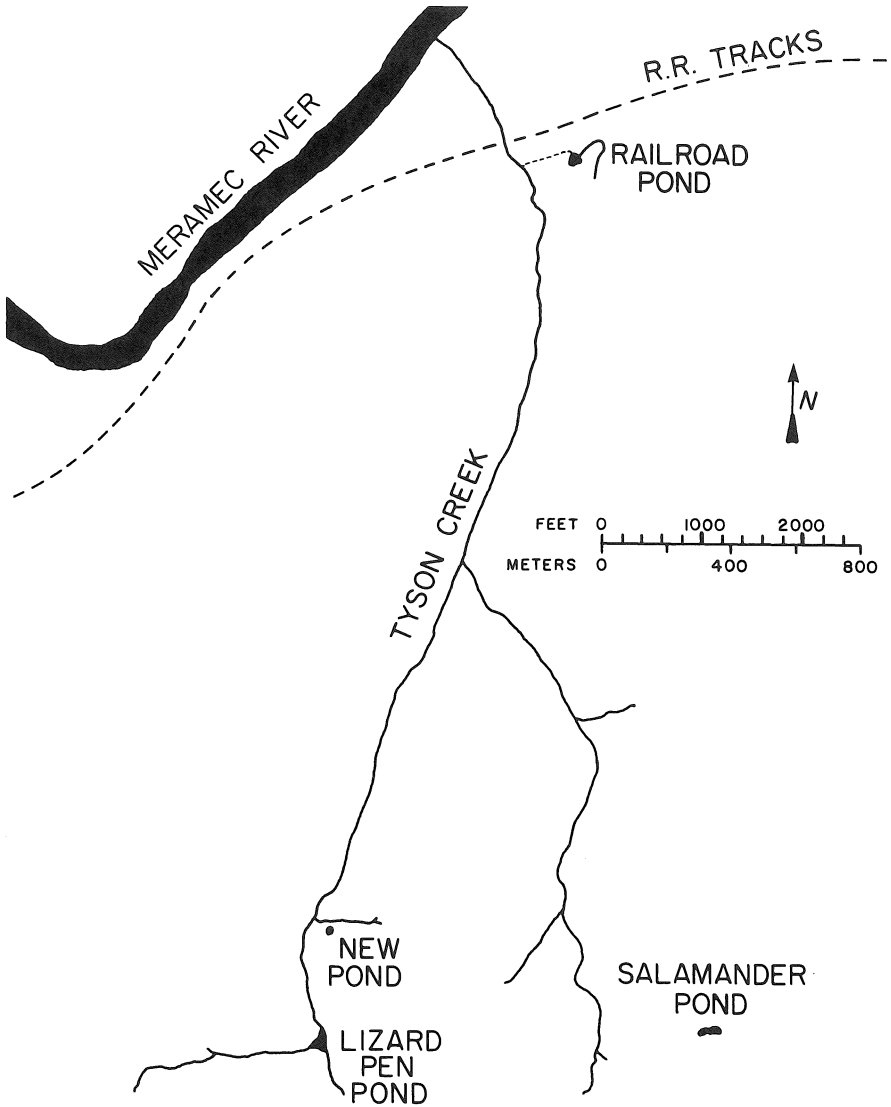 R.R. TRACKS
MERAMEC RIVER
RAILROAD
POND
N
TYSON CREEK
FEET 0 1000 2000
METERS 0 400 800
NEW
POND
SALAMANDER
POND
LIZARD
PEN
POND